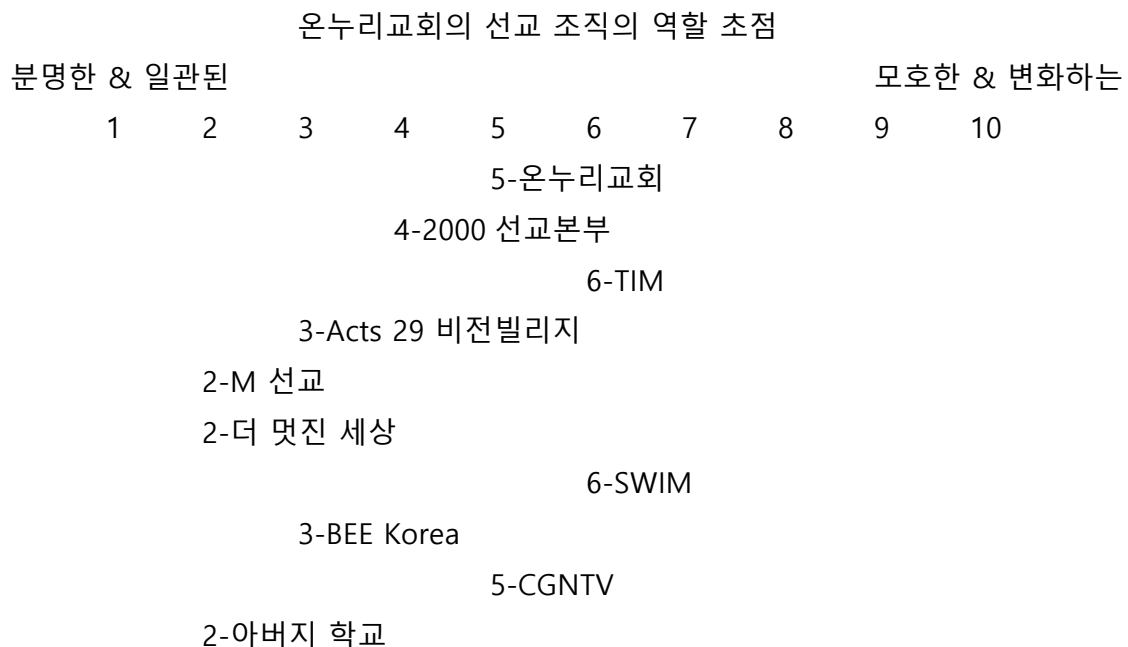 온누리교회의 선교 조직의 역할 초점
분명한 & 일관된 모호한 & 변화하는
1 2 3 4 5 6 7 8 9 10
5-온누리교회
4-2000 선교본부
6-TIM
3-Acts 29 비전빌리지
2-M 선교
2-더 멋진 세상
6-SWIM
3-BEE Korea
5-CGNTV
2-아버지 학교